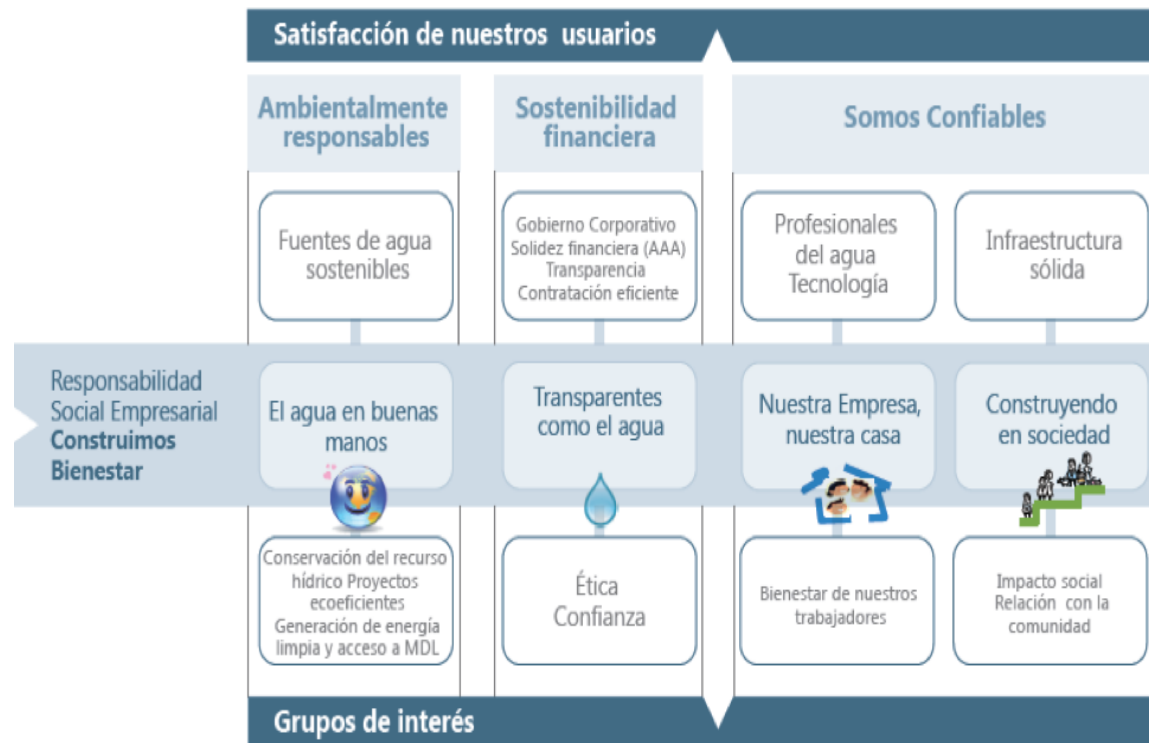 Satisfacción de nuestros usuarios
Ambientalmente
responsables
Sostenibilidad
financiera
Somos Confiables
Fuentes de agua
sostenibles
Gobierno Corporativo
Solidez financiera (AAA)
Transparencia
Contratación eficiente
Profesionales
del agua
Tecnología
Infraestructura
sólida
Responsabilidad
Social Empresarial
Construimos
Bienestar
El agua en buenas
manos
Transparentes
como el agua
Nuestra Empresa,
nuestra casa
Construyendo
en sociedad
Conservación del recurso
hídrico Proyectos
ecoeficientes
Generación de energía
limpia y acceso a MDL
Ética
Confianza
Bienestar de nuestros
trabajadores
Impacto social
Relación con la
comunidad
Grupos de interés